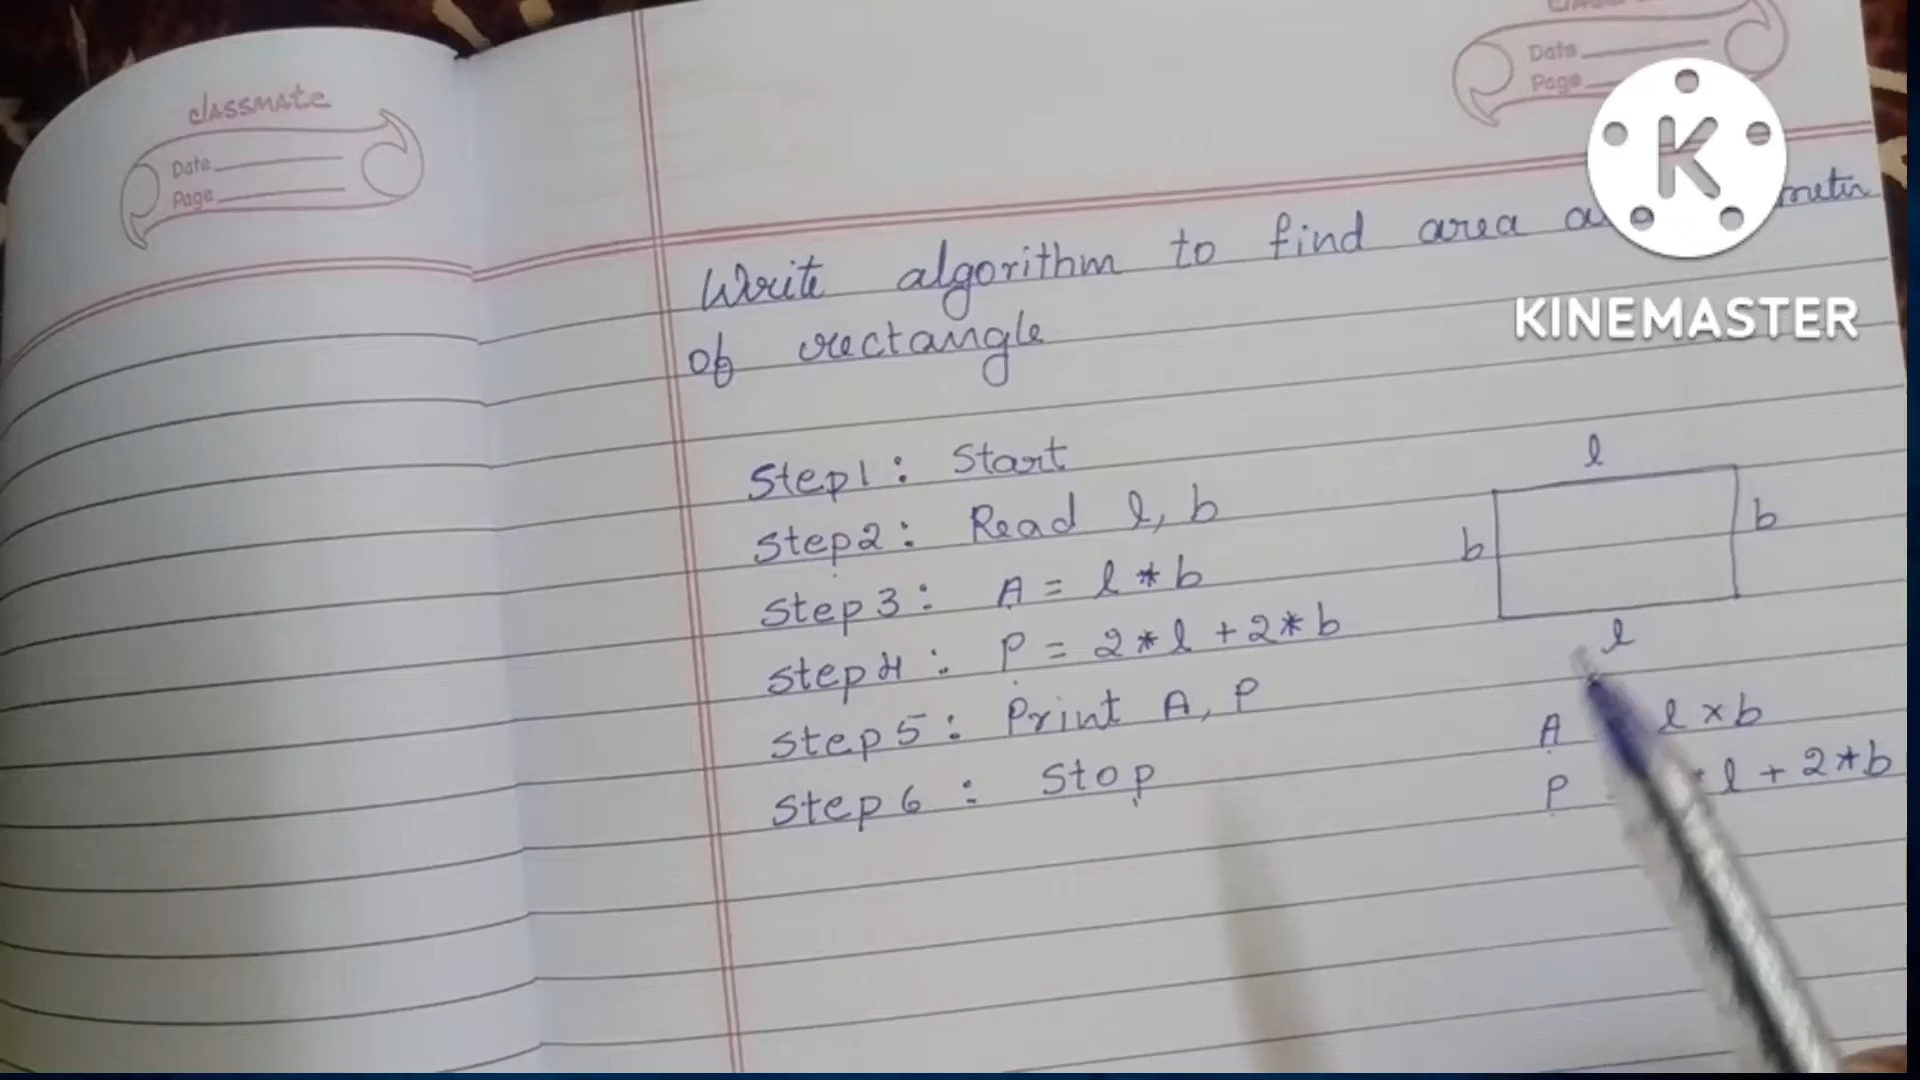 classmate
Date
Page
Date
Page
KINEMASTER
Write algorithm to find area
of rectangle
Step1: Start
Step2: Read l, b
Step3: A = l * b
Step4: P = 2*l + 2*b
Step5: Print A, P
Step6: Stop
l
b
b
l
A l × b
P l + 2*b